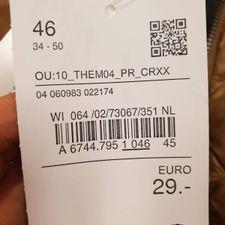 46
34 - 50
OU:10_THEM04_PR_CRXX
04 060983 022174
WI 064 /02/73067/351 NL
A 6744.795 1 046 45
EURO
29.-